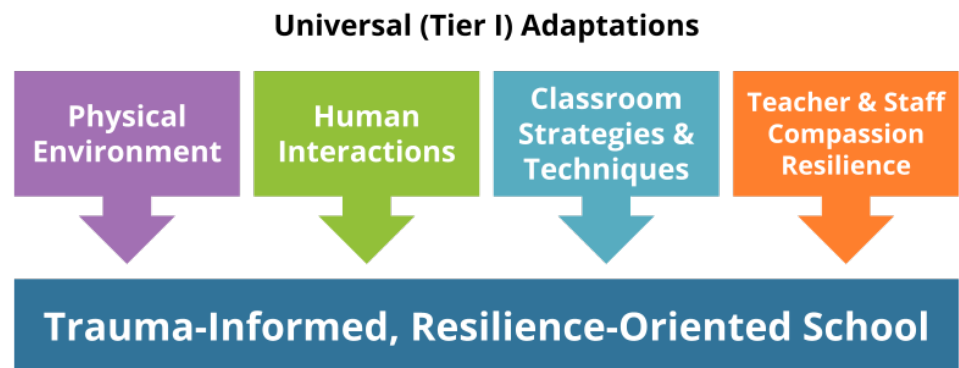 Universal (Tier I) Adaptations
Physical
Environment
Human
Interactions
Classroom
Strategies &
Techniques
Teacher & Staff
Compassion
Resilience
Trauma-Informed, Resilience-Oriented School